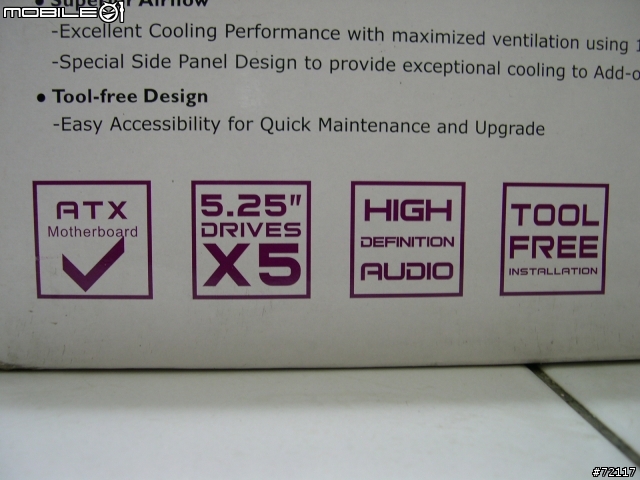 Superior Airflow
MOBILE01
-Excellent Cooling Performance with maximized ventilation using
-Special Side Panel Design to provide exceptional cooling to
• Tool-free Design
-Easy Accessibility for Quick Maintenance and Upgrade
ATX
Motherboard
5.25"
DRIVES
X5
HIGH
DEFINITION
AUDIO
TOOL
FREE
INSTALLATION
#72117